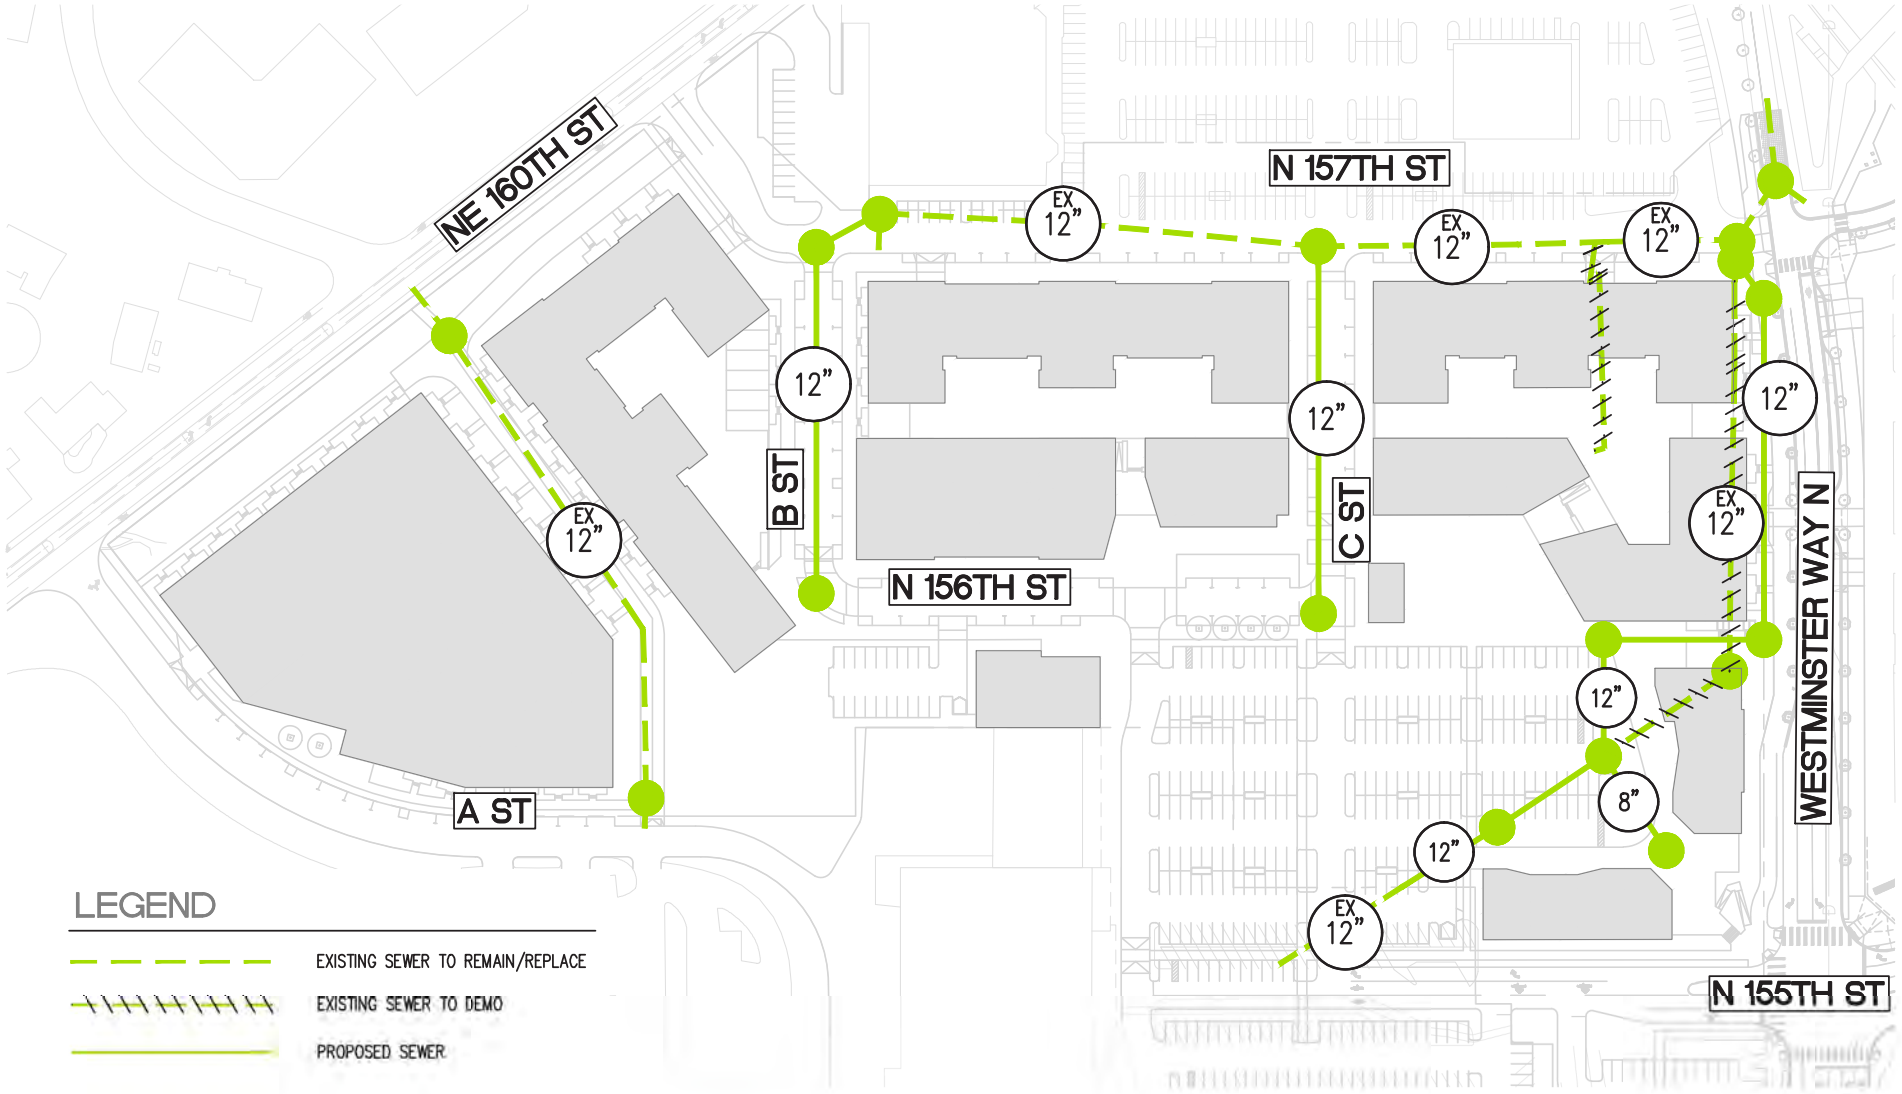 NE 160TH ST
N 157TH ST
EX
12”
EX
12”
EX
12”
12”
12”
12”
B ST
C ST
EX
12”
EX
12”
WESTMINSTER WAY N
N 156TH ST
12”
8”
A ST
12”
EX
12”
N 155TH ST
LEGEND
EXISTING SEWER TO REMAIN/REPLACE
EXISTING SEWER TO DEMO
PROPOSED SEWER